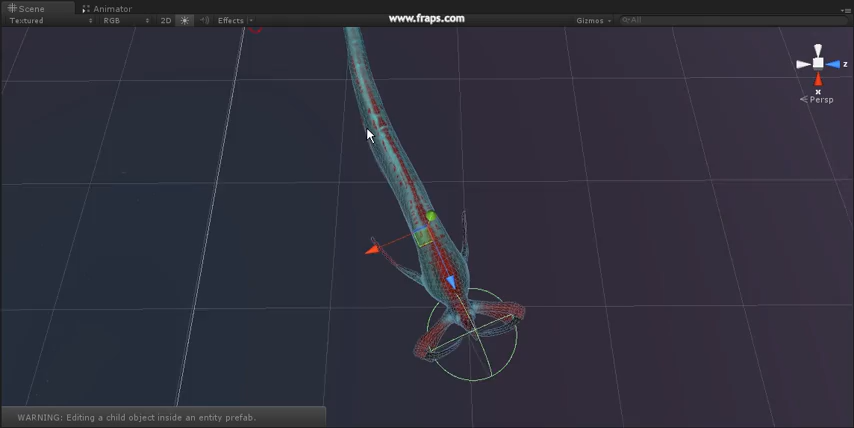 Scene
Animator
Textured
RGB
2D
Effects
www.fraps.com
Gizmos
All
z
x
Persp
WARNING: Editing a child object inside an entity prefab.